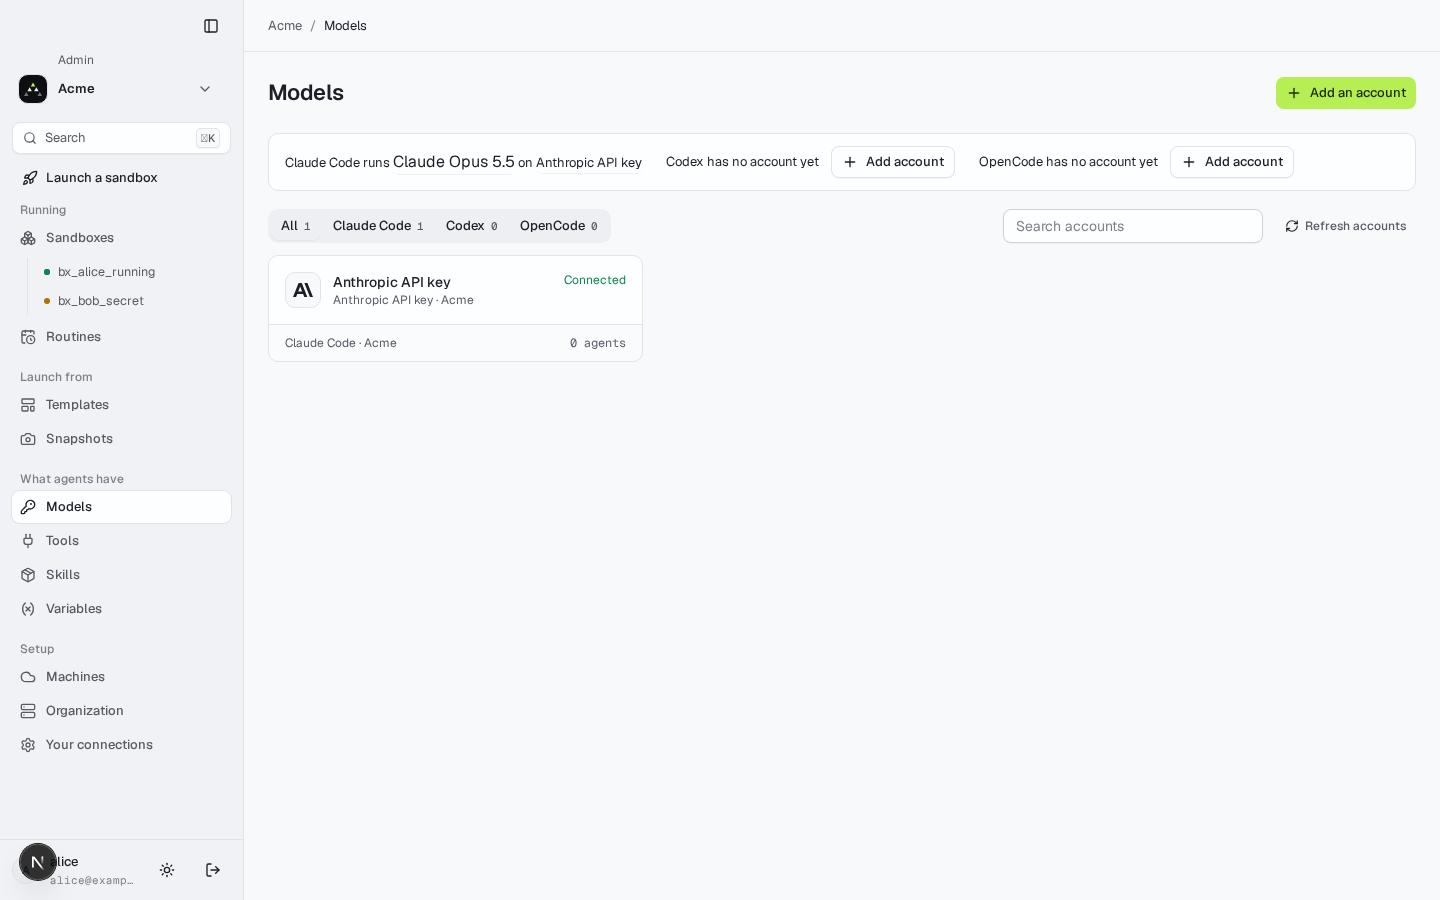 Acme / Models
Admin
Acme
Search
K
Launch a sandbox
Running
Sandboxes
bx_alice_running
bx_bob_secret
Routines
Launch from
Templates
Snapshots
What agents have
Models
Tools
Skills
Variables
Setup
Machines
Organization
Your connections
N
alice
alice@examp…
Models
Add an account
Claude Code runs Claude Opus 5.5 on Anthropic API key
Codex has no account yet
Add account
OpenCode has no account yet
Add account
All 1
Claude Code 1
Codex 0
OpenCode 0
Search accounts
Refresh accounts
Anthropic API key
Connected
Anthropic API key · Acme
Claude Code · Acme
0 agents